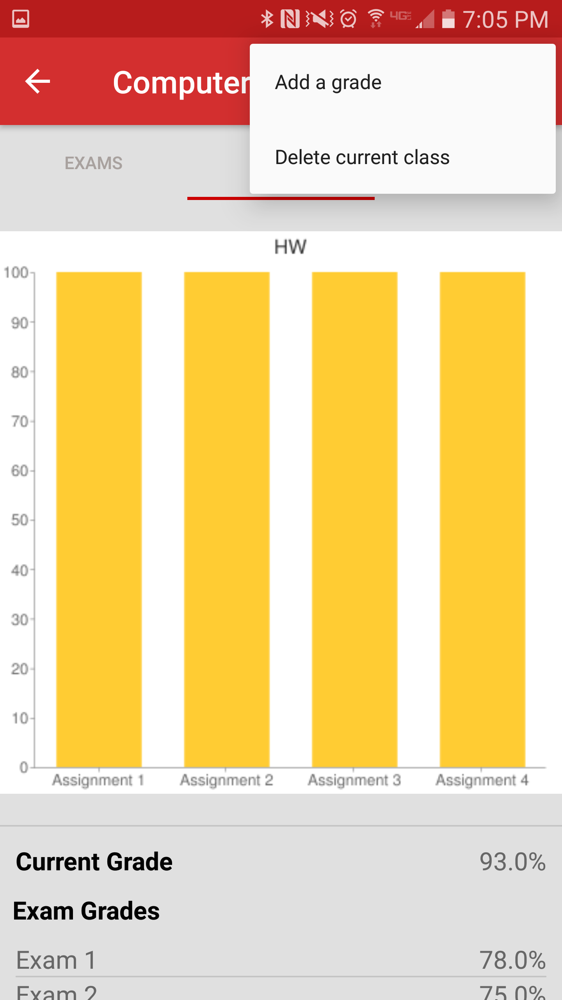 4G LTE 7:05 PM
Computer
Add a grade
Delete current class
EXAMS
HW
100
90
80
70
60
50
40
30
20
10
0
Assignment 1 Assignment 2 Assignment 3 Assignment 4
Current Grade 93.0%
Exam Grades
Exam 1 78.0%
Exam 2 75.0%